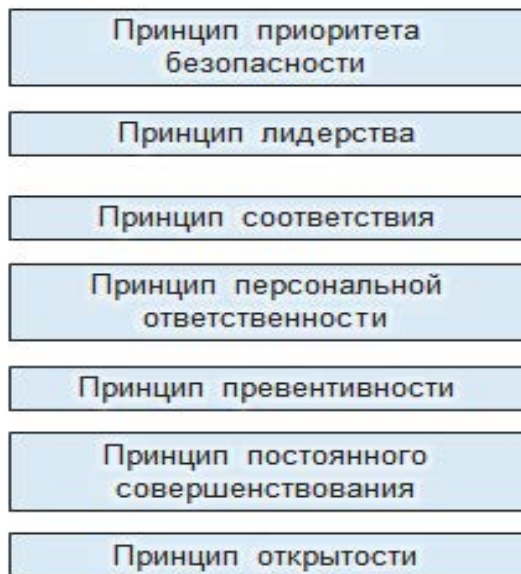 Принцип приоритета
безопасности
Принцип лидерства
Принцип соответствия
Принцип персональной
ответственности
Принцип превентивности
Принцип постоянного
совершенствования
Принцип открытости